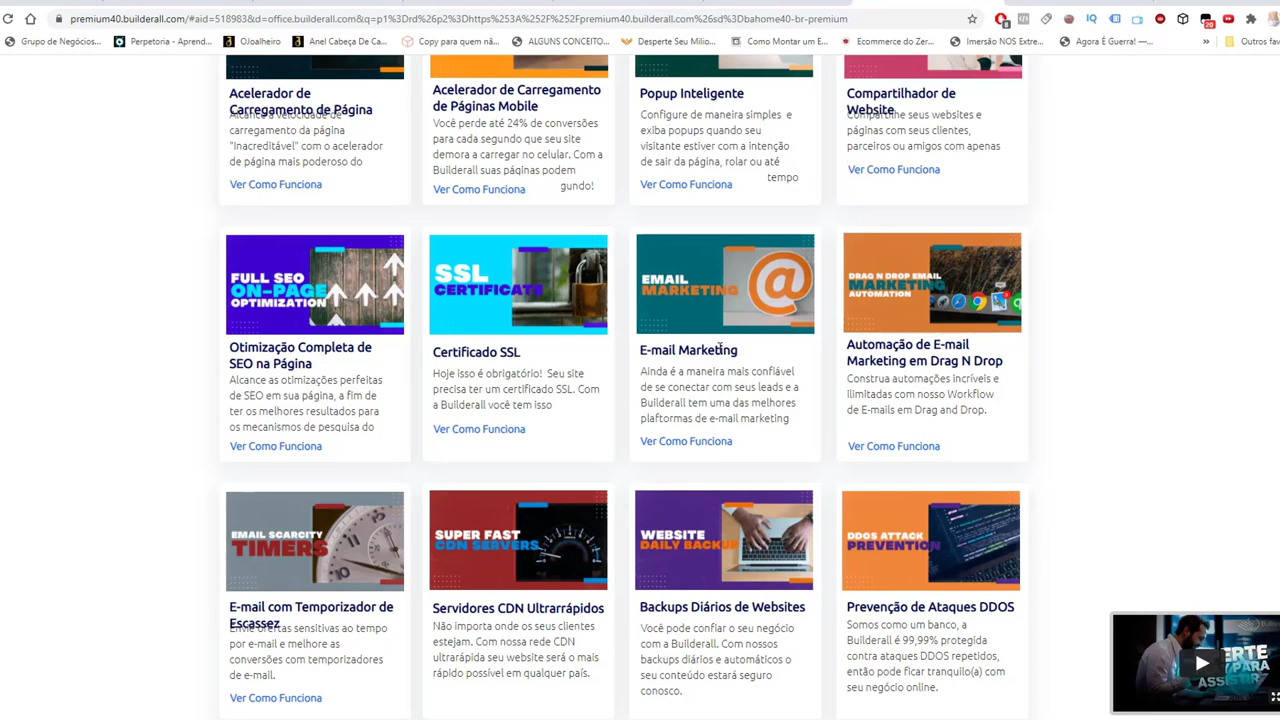 premium40.builderall.com/#aid=518983&d=office.builderall.com&q=p1%3Drd%26p2%3Dhttps%253A%252F%252Fpremium40.builderall.com%26sd%3Dbahome40-br-premium
Grupo de Negócios...
Perpetoria - Aprend...
OJoalheiro
Anel Cabeça De Ca...
Copy para quem nã...
ALGUNS CONCEITO...
Desperte Seu Milio...
Como Montar um E...
Ecommerce do Zer...
Imersão NOS Extre...
Agora É Guerra! —...
Outros fav
Acelerador de
Carregamento de Página
Alcance a velocidade de
carregamento da página
"Inacreditável" com o acelerador
de página mais poderoso do
Ver Como Funciona
Acelerador de Carregamento
de Páginas Mobile
Você perde até 24% de conversões
para cada segundo que seu site
demora a carregar no celular. Com a
Builderall suas páginas podem
gundo!
Ver Como Funciona
Popup Inteligente
Configure de maneira simples e
exiba popups quando seu
visitante estiver com a intenção
de sair da página, rolar ou até
tempo
Ver Como Funciona
Compartilhador de
Website
Compartilhe seus websites e
páginas com seus clientes,
parceiros ou amigos com apenas
Ver Como Funciona
FULL SEO
ON-PAGE
OPTIMIZATION
Otimização Completa de
SEO na Página
Alcance as otimizações perfeitas
de SEO em sua página, a fim de
ter os melhores resultados para
os mecanismos de pesquisa do
Ver Como Funciona
SSL
CERTIFICATE
Certificado SSL
Hoje isso é obrigatório! Seu site
precisa ter um certificado SSL. Com
a Builderall você tem isso
Ver Como Funciona
EMAIL
MARKETING
E-mail Marketing
Ainda é a maneira mais confiável
de se conectar com seus leads e a
Builderall tem uma das melhores
plaftormas de e-mail marketing
Ver Como Funciona
DRAG N DROP EMAIL
MARKETING
AUTOMATION
Automação de E-mail
Marketing em Drag N Drop
Construa automações incríveis e
ilimitadas com nosso Workflow
de E-mails em Drag and Drop.
Ver Como Funciona
EMAIL SCARCITY
TIMERS
E-mail com Temporizador de
Escassez
Envie ofertas sensitivas ao tempo
por e-mail e melhore as
conversões com temporizadores
de e-mail.
Ver Como Funciona
SUPER FAST
CDN SERVERS
Servidores CDN Ultrarrápidos
Não importa onde os seus clientes
estejam. Com nossa rede CDN
ultrarápida seu website será o mais
rápido possível em qualquer país.
WEBSITE
DAILY BACKUP
Backups Diários de Websites
Você pode confiar o seu negócio
com a Builderall. Com nossos
backups diários e automáticos o
seu conteúdo estará seguro
conosco.
DDOS ATTACK
PREVENTION
Prevenção de Ataques DDOS
Somos como um banco, a
Builderall é 99,99% protegida
contra ataques DDOS repetidos,
então pode ficar tranquilo(a) com
seu negócio online.
ERTE
PARA
ASSISTI